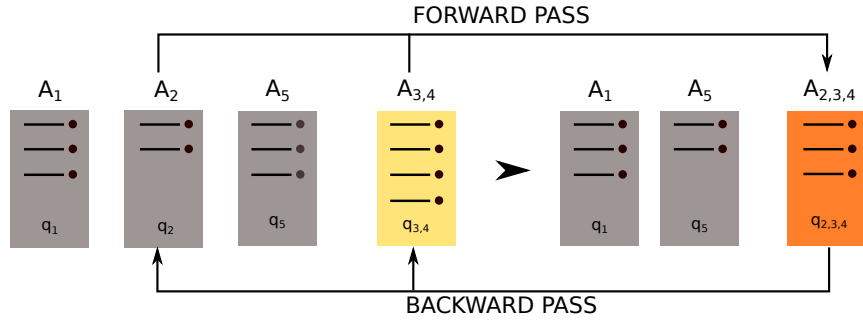 FORWARD PASS
A1 A2 A5 A3,4 A1 A5 A2,3,4
q1 q2 q5 q3,4 q1 q5 q2,3,4
BACKWARD PASS